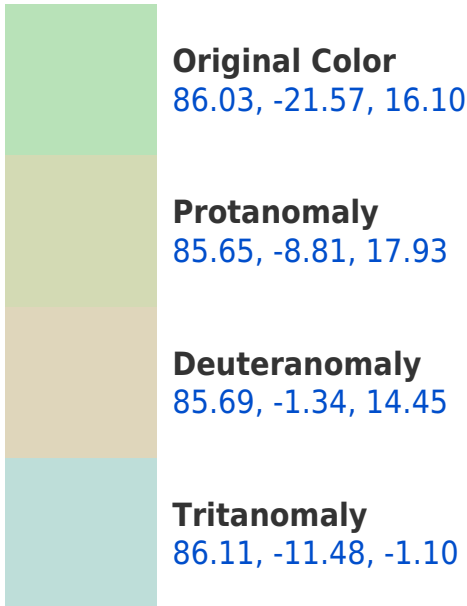 Original Color
86.03, -21.57, 16.10
Protanomaly
85.65, -8.81, 17.93
Deuteranomaly
85.69, -1.34, 14.45
Tritanomaly
86.11, -11.48, -1.10